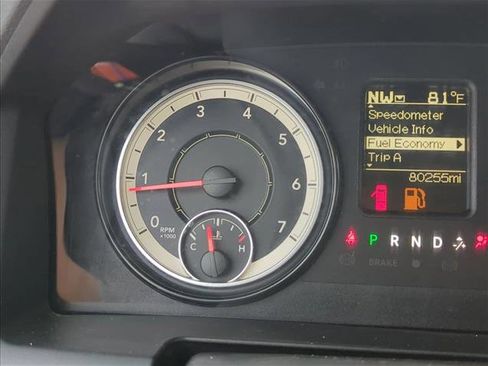 NW 81°F
Speedometer
Vehicle Info
Fuel Economy
Trip A
80255mi
0 1 2 3 4 5 6 7
RPM
×1000
C H
P R N D
BRAKE